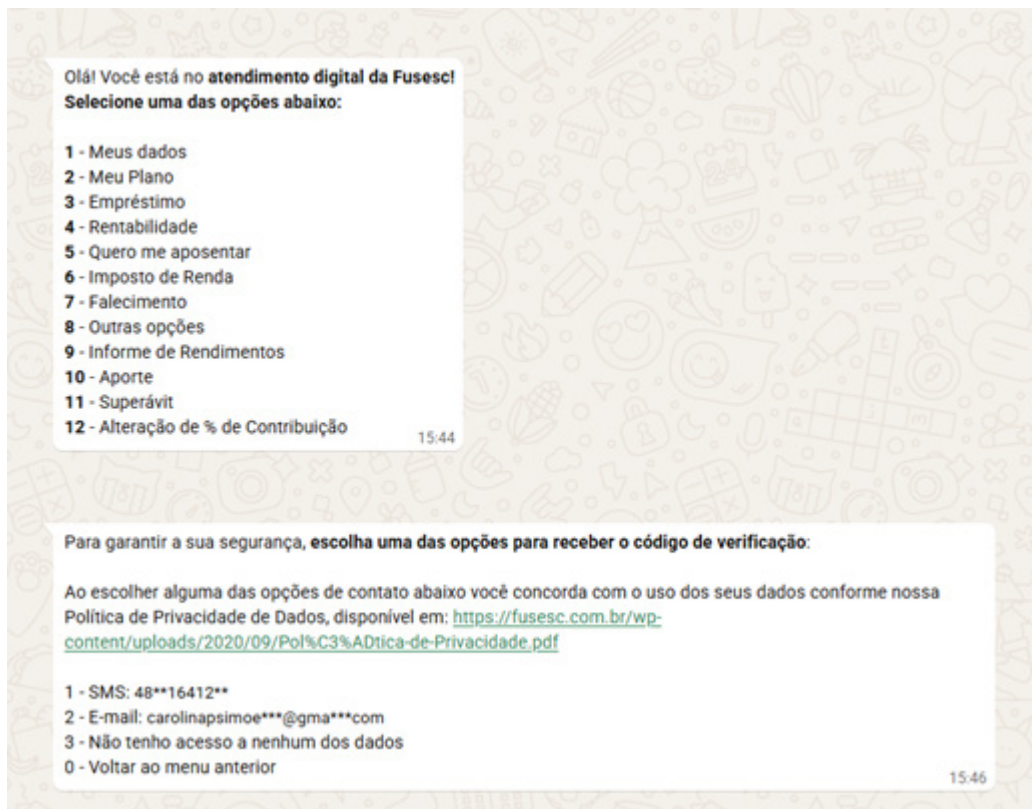 Olá! Você está no atendimento digital da Fusesc!
Selecione uma das opções abaixo:
1 - Meus dados
2 - Meu Plano
3 - Empréstimo
4 - Rentabilidade
5 - Quero me aposentar
6 - Imposto de Renda
7 - Falecimento
8 - Outras opções
9 - Informe de Rendimentos
10 - Aporte
11 - Superávit
12 - Alteração de % de Contribuição
15:44
Para garantir a sua segurança, escolha uma das opções para receber o código de verificação:
Ao escolher alguma das opções de contato abaixo você concorda com o uso dos seus dados conforme nossa
Política de Privacidade de Dados, disponível em: https://fusesc.com.br/wp-
content/uploads/2020/09/Pol%C3%ADtica-de-Privacidade.pdf
1 - SMS: 48**16412**
2 - E-mail: carolinapsimoe***@gma***com
3 - Não tenho acesso a nenhum dos dados
0 - Voltar ao menu anterior
15:46